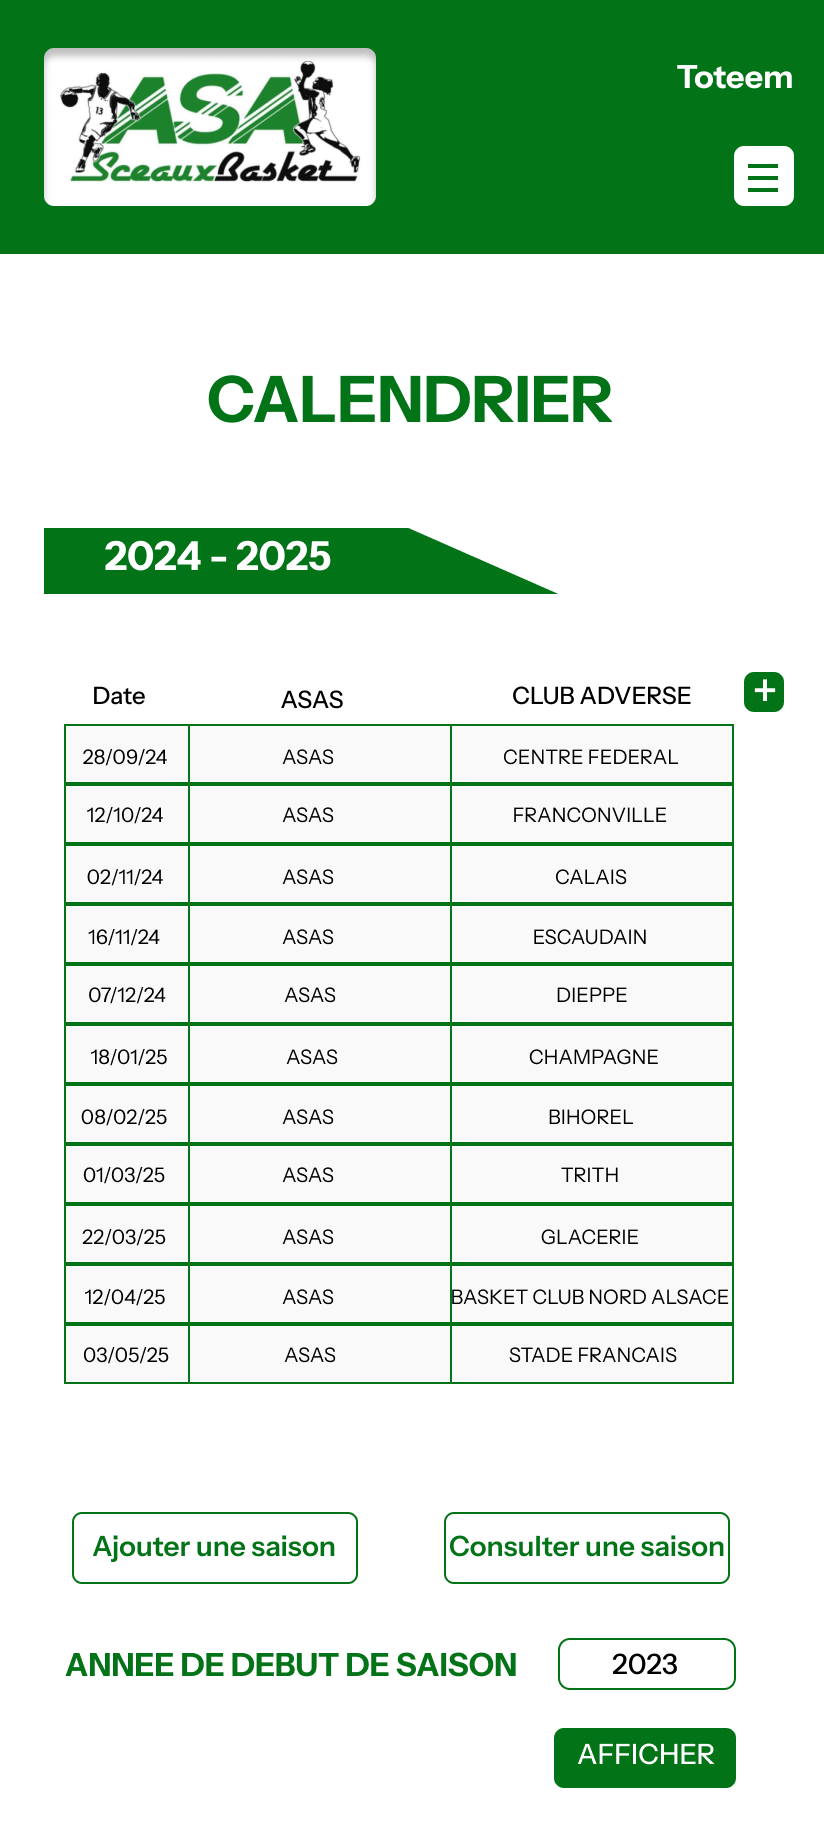 ASA
13
SceauxBasket
Toteem
CALENDRIER
2024 - 2025
Date ASAS CLUB ADVERSE +
28/09/24 ASAS CENTRE FEDERAL
12/10/24 ASAS FRANCONVILLE
02/11/24 ASAS CALAIS
16/11/24 ASAS ESCAUDAIN
07/12/24 ASAS DIEPPE
18/01/25 ASAS CHAMPAGNE
08/02/25 ASAS BIHOREL
01/03/25 ASAS TRITH
22/03/25 ASAS GLACERIE
12/04/25 ASAS BASKET CLUB NORD ALSACE
03/05/25 ASAS STADE FRANCAIS
Ajouter une saison Consulter une saison
ANNEE DE DEBUT DE SAISON 2023
AFFICHER